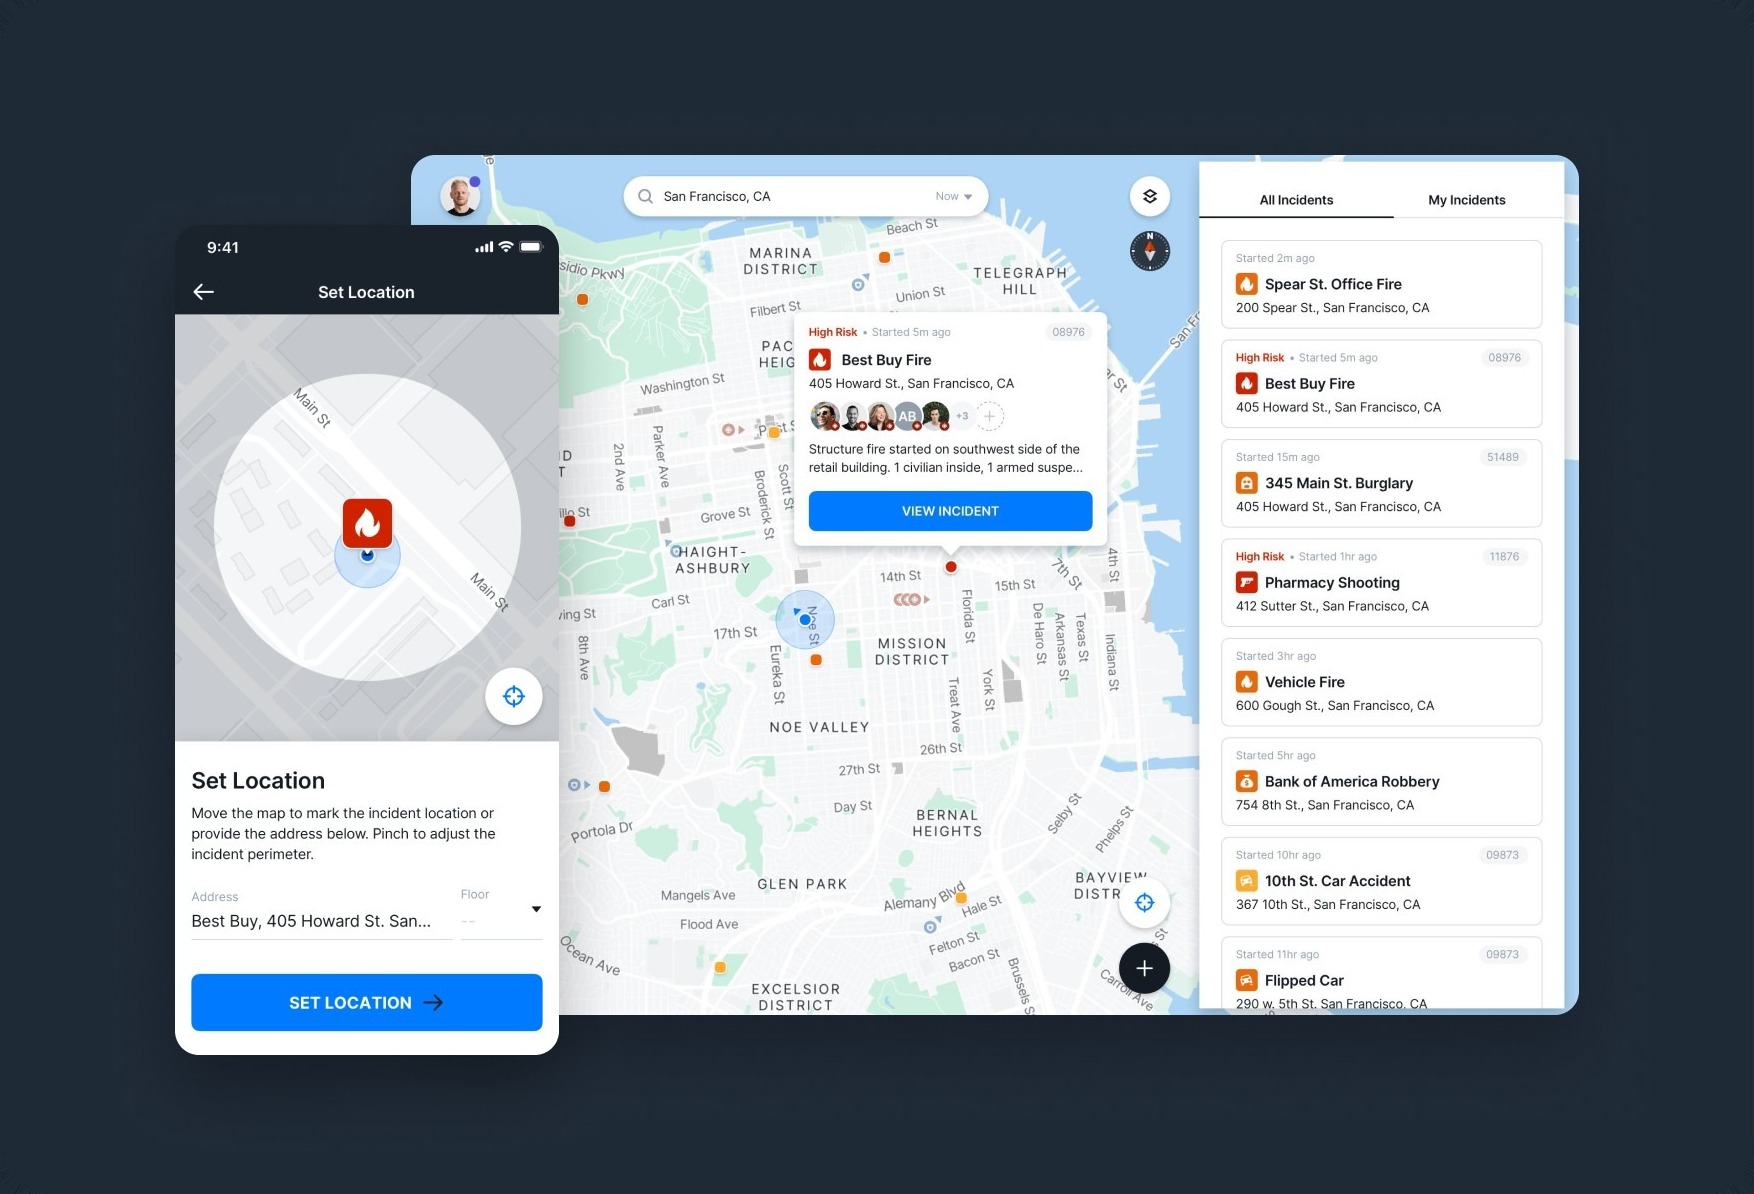 9:41
Set Location
Main St
Main St
Set Location
Move the map to mark the incident location or
provide the address below. Pinch to adjust the
incident perimeter.
Address
Floor
Best Buy, 405 Howard St. San...
--
SET LOCATION
San Francisco, CA
Now
N
Beach St
MARINA
DISTRICT
TELEGRAPH
HILL
Union St
Filbert St
Washington St
Parker Ave
2nd Ave
Broderick St
Scott St
Grove St
HAIGHT-
ASHBURY
Carl St
14th St
15th St
7th St
4th St
17th St
Noe St
8th Ave
Eureka St
MISSION
DISTRICT
Florida St
De Haro St
Arkansas St
Texas St
Indiana St
York St
Treat Ave
NOE VALLEY
26th St
27th St
Day St
Portola Dr
BERNAL
HEIGHTS
Selby St
Phelps St
GLEN PARK
Mangels Ave
Flood Ave
Alemany Blvd
Hale St
BAYVIEW
Felton St
Bacon St
Ocean Ave
EXCELSIOR
DISTRICT
Carroll Ave
High Risk • Started 5m ago
08976
Best Buy Fire
405 Howard St., San Francisco, CA
AB
+3
Structure fire started on southwest side of the
retail building. 1 civilian inside, 1 armed suspe...
VIEW INCIDENT
All Incidents
My Incidents
Started 2m ago
Spear St. Office Fire
200 Spear St., San Francisco, CA
High Risk • Started 5m ago
08976
Best Buy Fire
405 Howard St., San Francisco, CA
Started 15m ago
51489
345 Main St. Burglary
405 Howard St., San Francisco, CA
High Risk • Started 1hr ago
11876
Pharmacy Shooting
412 Sutter St., San Francisco, CA
Started 3hr ago
Vehicle Fire
600 Gough St., San Francisco, CA
Started 5hr ago
Bank of America Robbery
754 8th St., San Francisco, CA
Started 10hr ago
09873
10th St. Car Accident
367 10th St., San Francisco, CA
Started 11hr ago
09873
Flipped Car
290 w. 5th St. San Francisco, CA